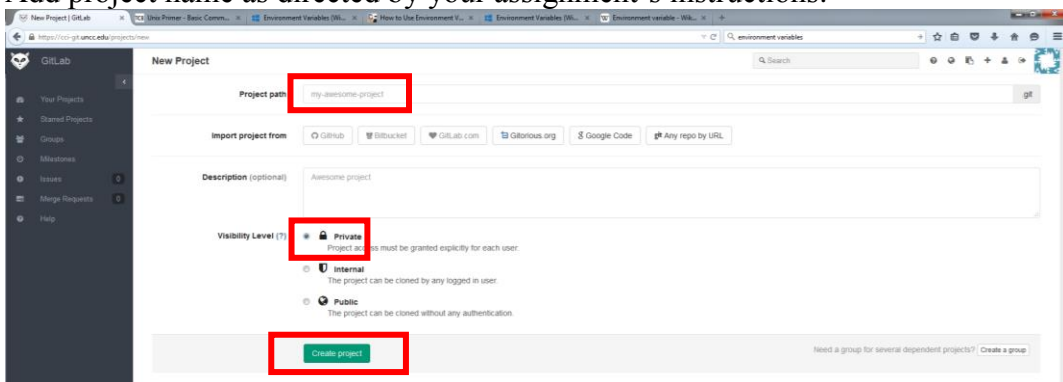 Add project name as directed by your assignment's instructions.
New Project | GitLab × Unix Primer - Basic Comm... × Environment Variables (Wi... × How to Use Environment V... × Environment Variables (Wi... × Environment variable - Wik... × +
https://cci-git.uncc.edu/projects/new environment variables
GitLab New Project Search
Project path my-awesome-project .git
Your Projects
Starred Projects
Import project from GitHub Bitbucket GitLab.com Gitorious.org Google Code git Any repo by URL
Groups
Milestones
Issues 0 Description (optional) Awesome project
Merge Requests 0
Help
Visibility Level (?) Private
Project access must be granted explicitly for each user.
Internal
The project can be cloned by any logged in user.
Public
The project can be cloned without any authentication.
Create project Need a group for several dependent projects? Create a group